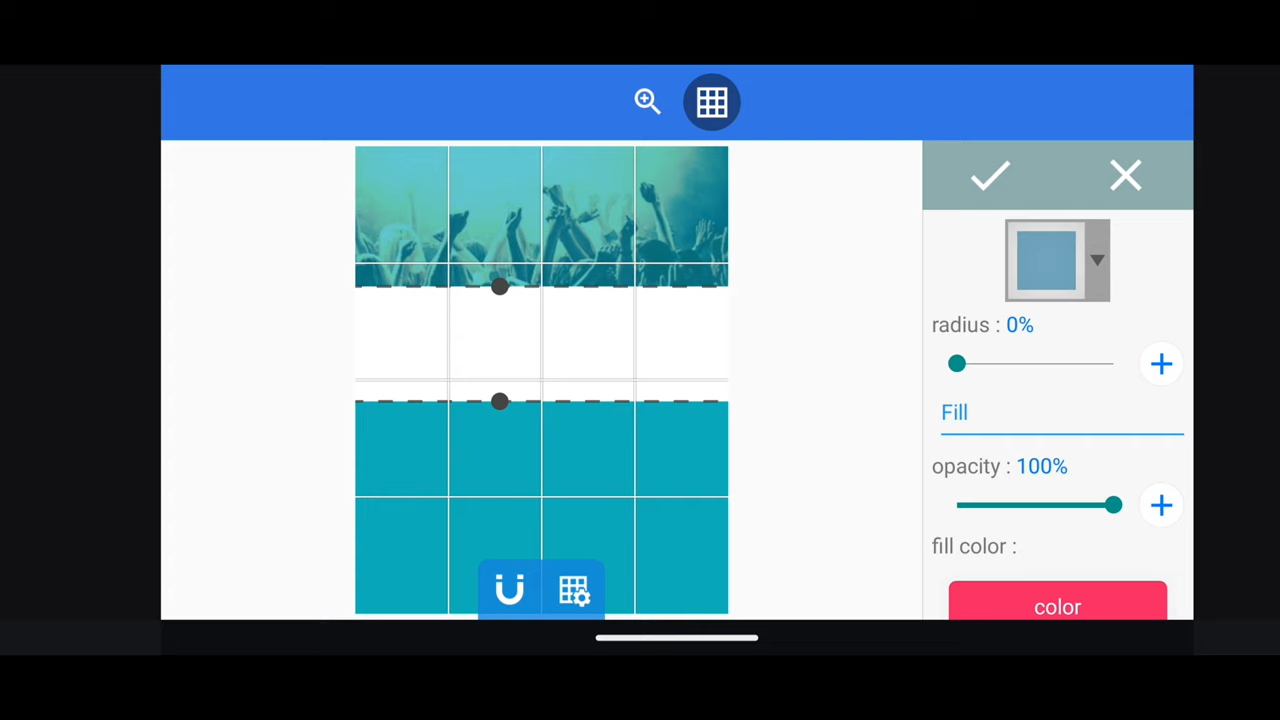 radius : 0%
Fill
opacity : 100%
fill color :
color